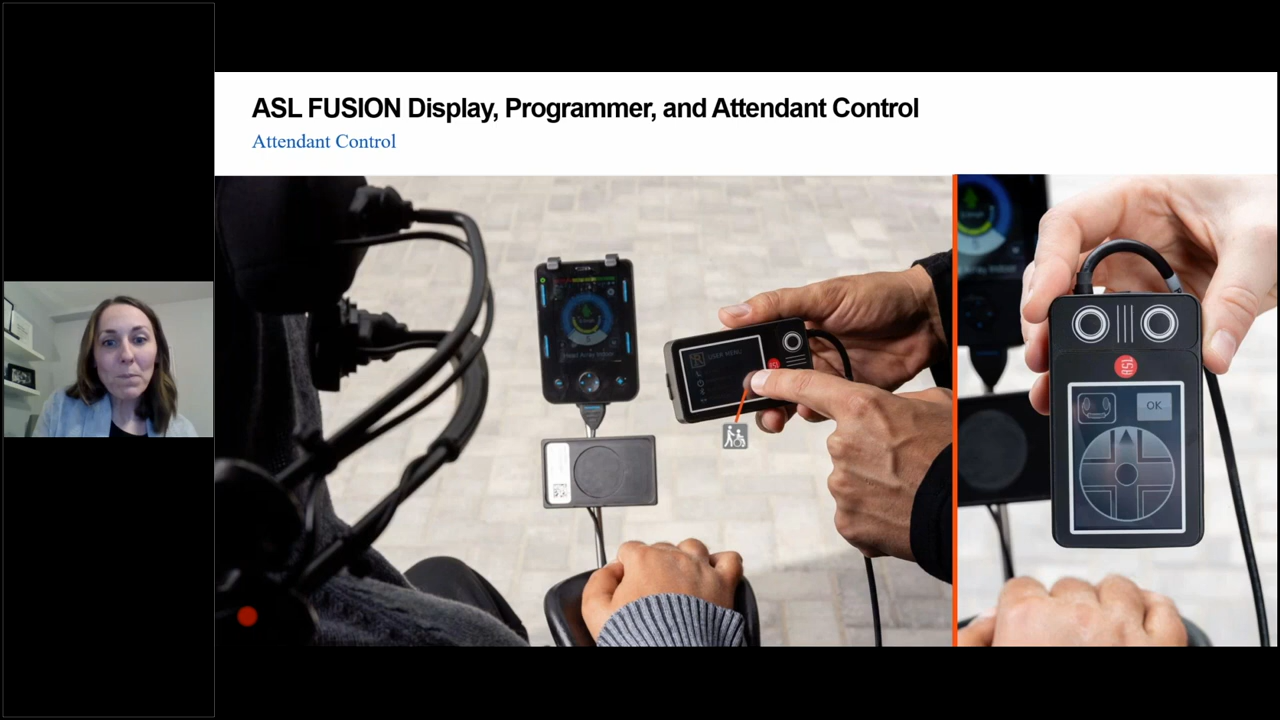 ASL FUSION Display, Programmer, and Attendant Control
Attendant Control
USER MENU
OK